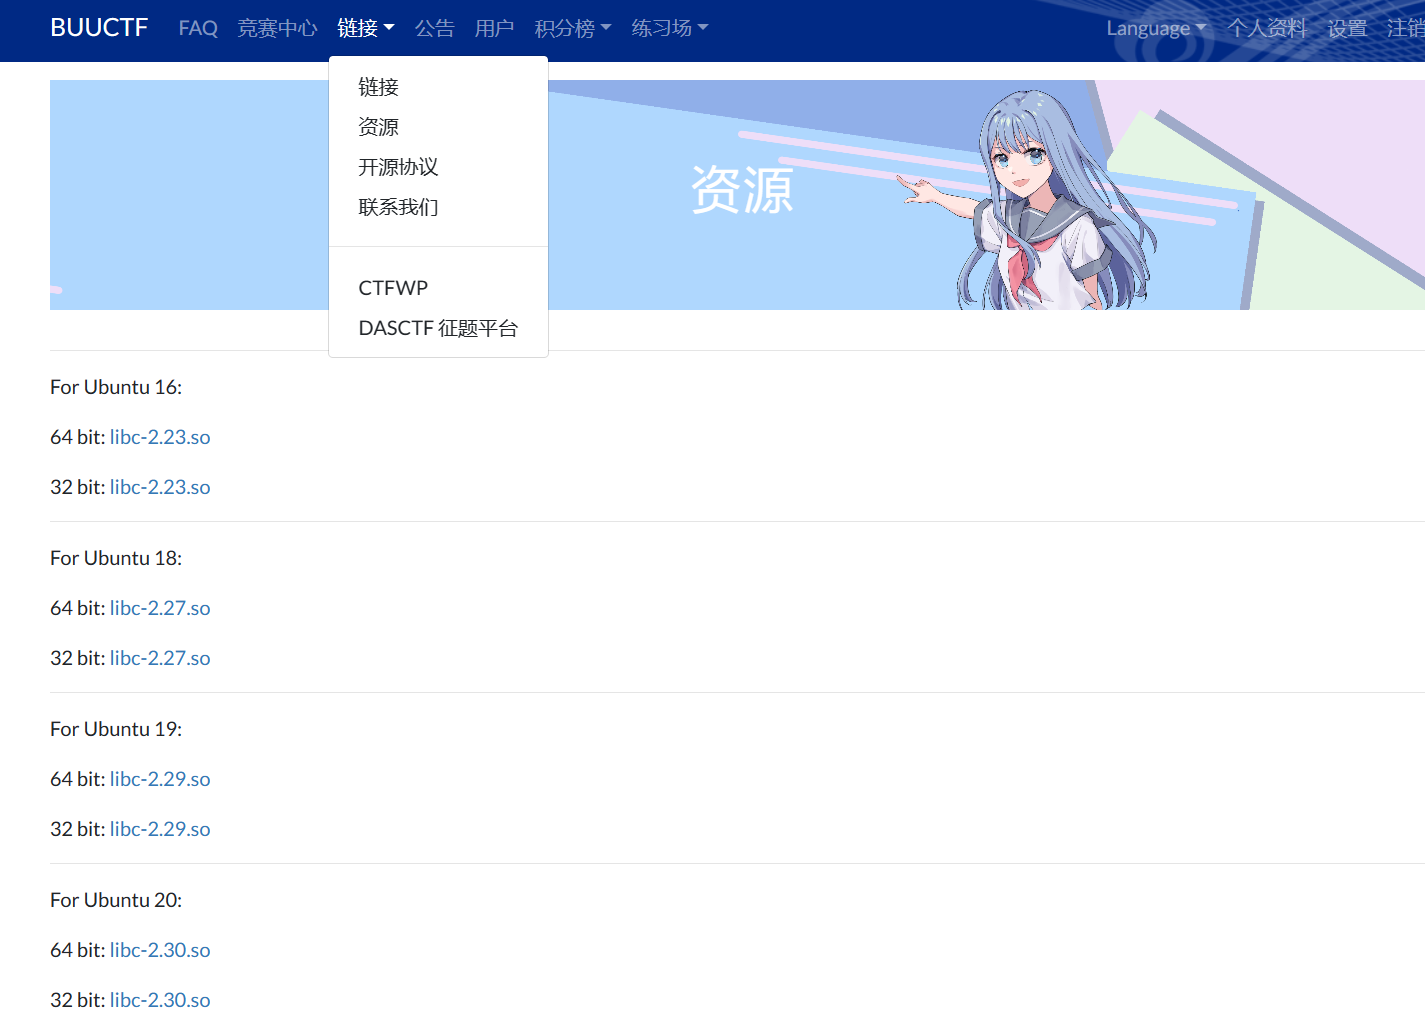 BUUCTF FAQ 竞赛中心 链接 公告 用户 积分榜 练习场 Language 个人资料 设置 注销
链接
资源
开源协议
联系我们
CTFWP
DASCTF 征题平台
资源
For Ubuntu 16:
64 bit: libc-2.23.so
32 bit: libc-2.23.so
For Ubuntu 18:
64 bit: libc-2.27.so
32 bit: libc-2.27.so
For Ubuntu 19:
64 bit: libc-2.29.so
32 bit: libc-2.29.so
For Ubuntu 20:
64 bit: libc-2.30.so
32 bit: libc-2.30.so